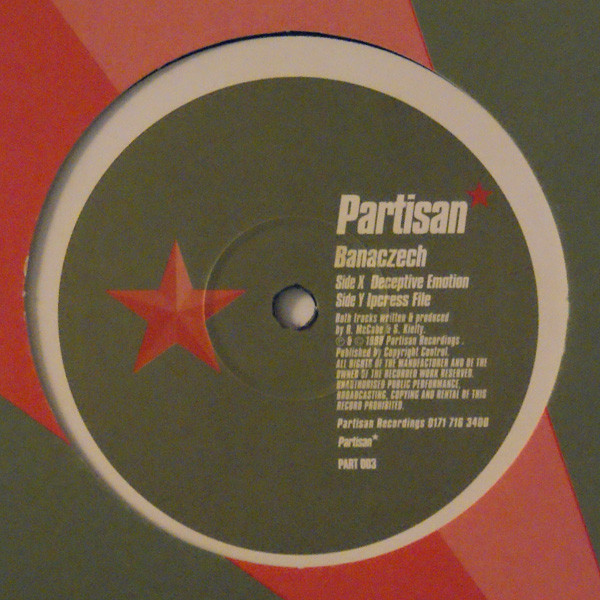 Partisan
Banaczech
Side X Deceptive Emotion
Side Y Ipcress File
Both tracks written & produced
by McCabe & S. Kielty.
℗ & © Partisan Recordings.
Published by Copyright Control.
ALL RIGHTS OF THE MANUFACTURER AND OF THE
OWNER OF THE RECORDED WORK RESERVED.
UNAUTHORISED PUBLIC PERFORMANCE,
BROADCASTING, COPYING AND RENTAL OF THIS
RECORD PROHIBITED.
Partisan Recordings 0171 716 3400
Partisan
PART 003